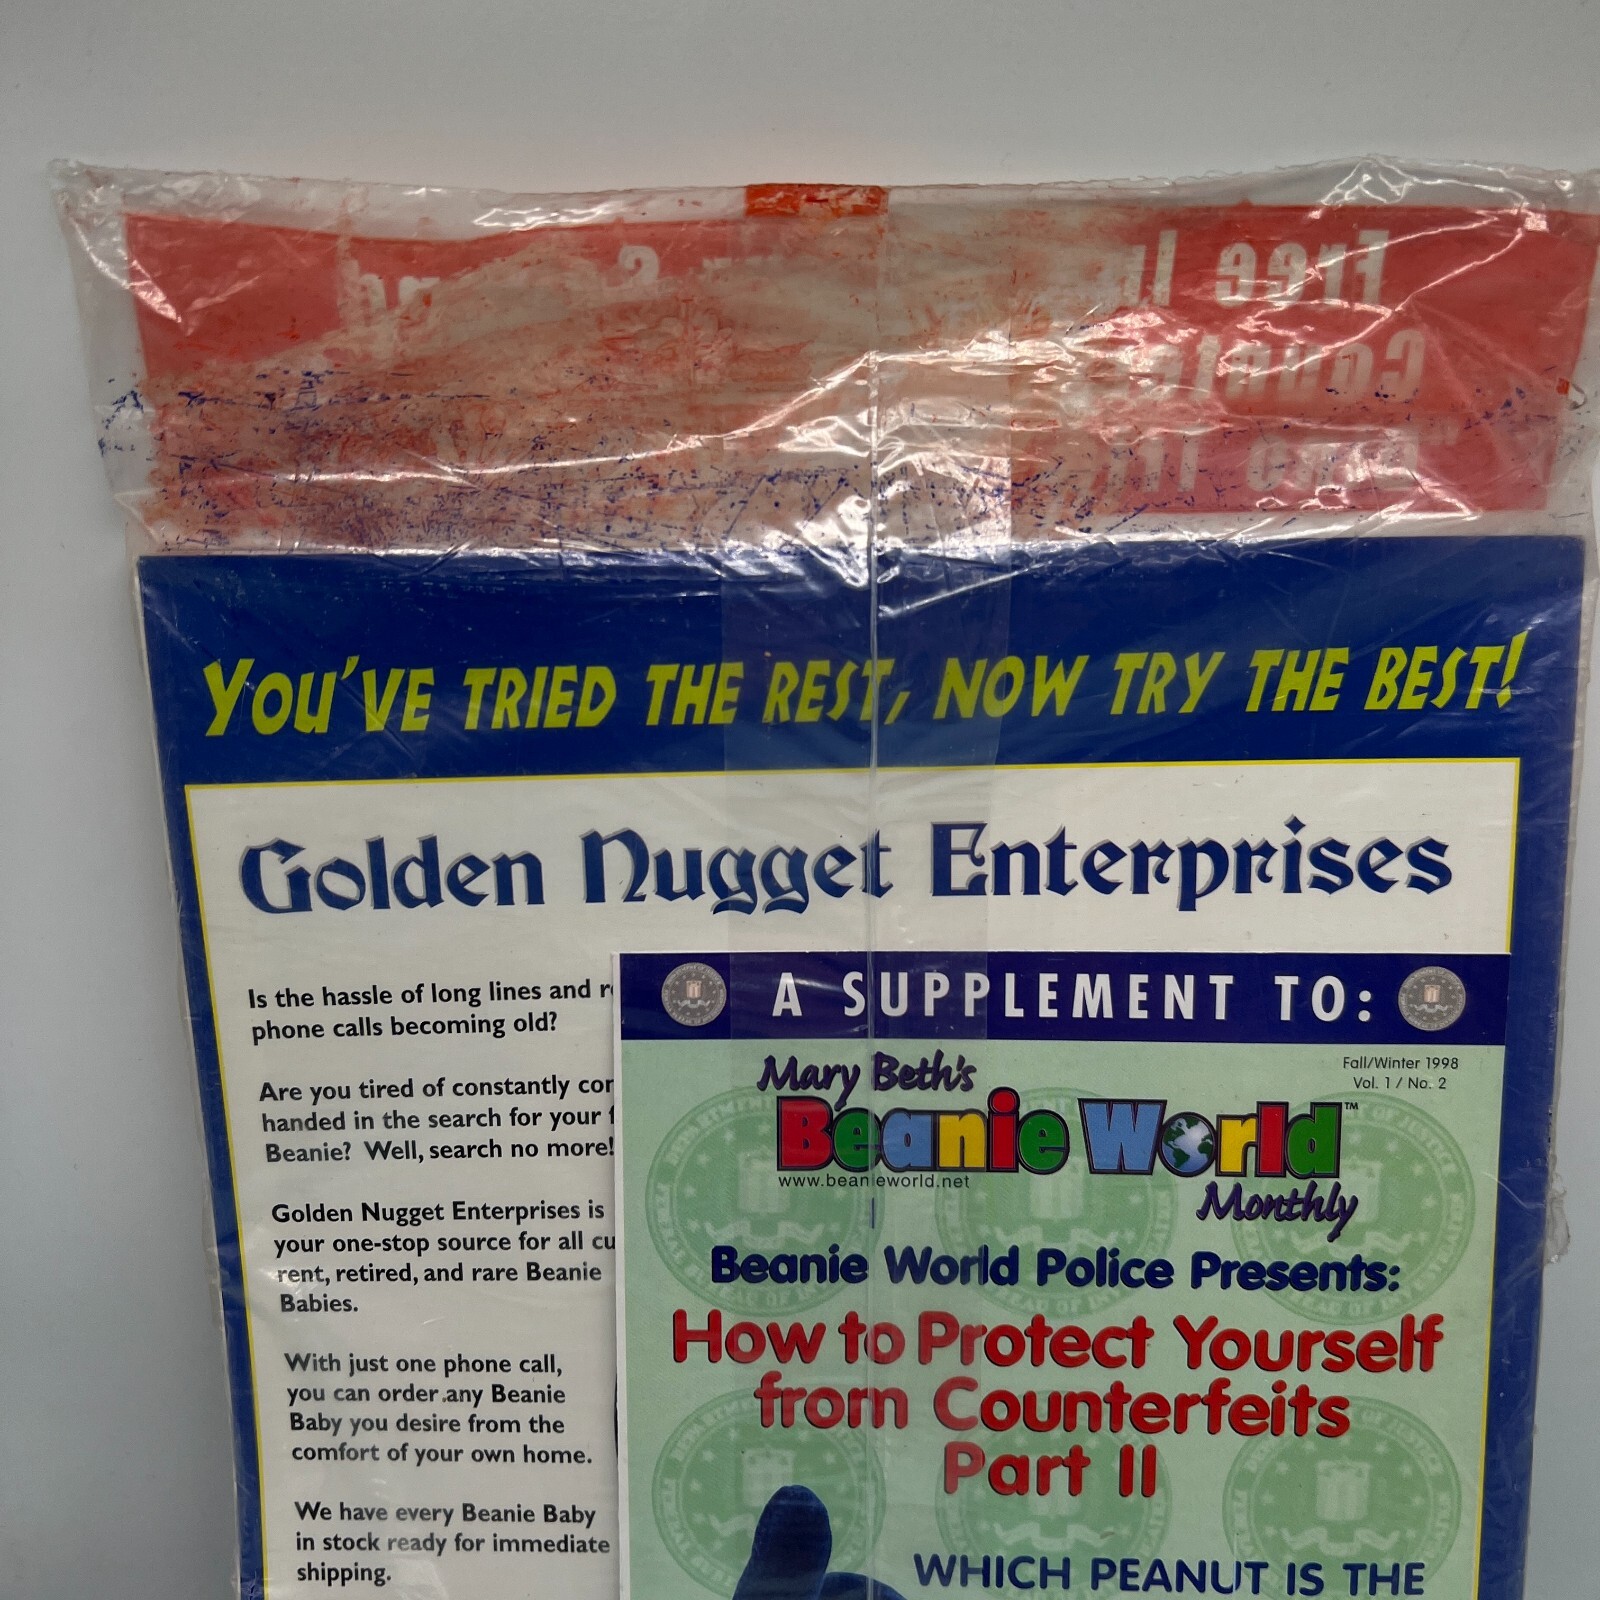 Free
YOU'VE TRIED THE REST, NOW TRY THE BEST!
Golden Nugget Enterprises
Is the hassle of long lines and
phone calls becoming old?
Are you tired of constantly
handed in the search for your
Beanie? Well, search no more!
Golden Nugget Enterprises is
your one-stop source for all cu
rent, retired, and rare Beanie
Babies.
With just one phone call,
you can order any Beanie
Baby you desire from the
comfort of your own home.
We have every Beanie Baby
in stock ready for immediate
shipping.
A SUPPLEMENT TO:
Fall/Winter 1998
Vol. 1 / No. 2
Mary Beth's
Beanie World™
www.beanieworld.net
Monthly
Beanie World Police Presents:
How to Protect Yourself
from Counterfeits
Part II
WHICH PEANUT IS THE